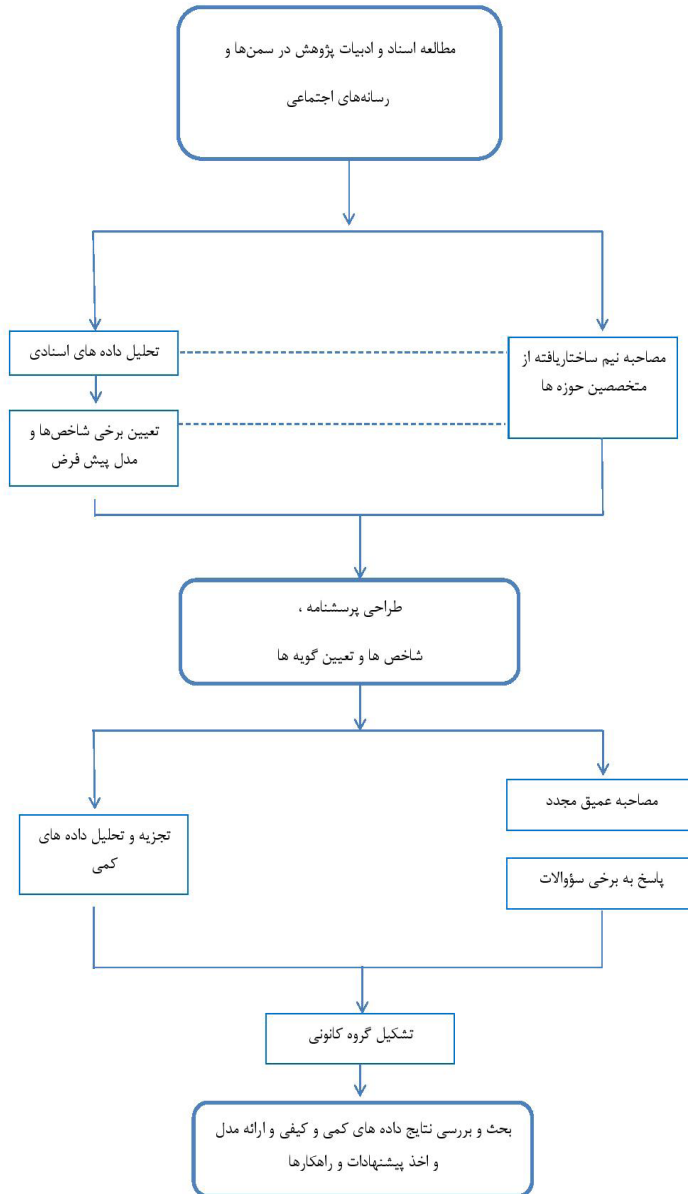 مطالعه اسناد و ادبیات پژوهش در سمن‌ها و
رسانه‌های اجتماعی
مصاحبه نیم ساختاریافته از
متخصصین حوزه ها
تحلیل داده های اسنادی
تعیین برخی شاخص‌ها و
مدل پیش فرض
طراحی پرسشنامه ،
شاخص ها و تعیین گویه ها
مصاحبه عمیق مجدد
پاسخ به برخی سؤوالات
تجزیه و تحلیل داده های
کمی
تشکیل گروه کانونی
بحث و بررسی نتایج داده های کمی و کیفی و ارائه مدل
و اخذ پیشنهادات و راهکارها